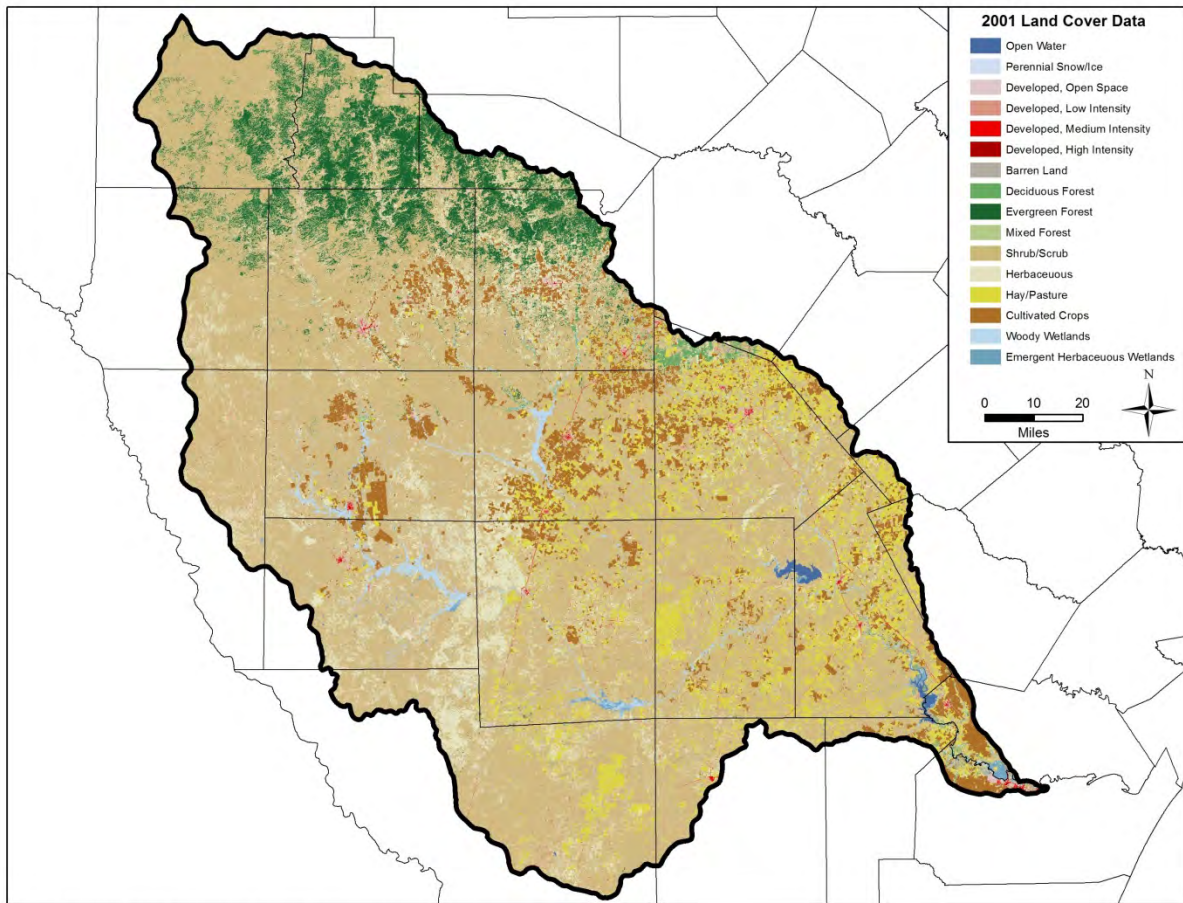 2001 Land Cover Data
Open Water
Perennial Snow/Ice
Developed, Open Space
Developed, Low Intensity
Developed, Medium Intensity
Developed, High Intensity
Barren Land
Deciduous Forest
Evergreen Forest
Mixed Forest
Shrub/Scrub
Herbaceuous
Hay/Pasture
Cultivated Crops
Woody Wetlands
Emergent Herbaceuous Wetlands
N
0 10 20
Miles